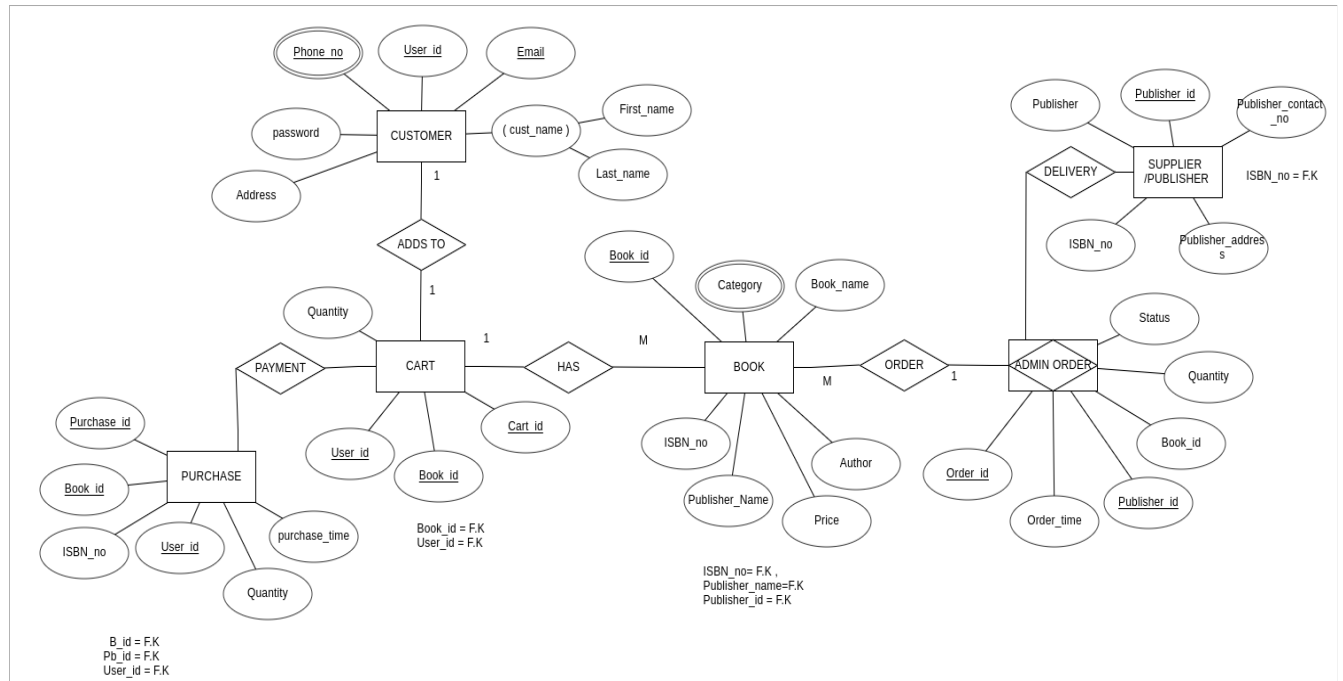 Phone_no
User_id
Email
password
CUSTOMER
( cust_name )
First_name
Last_name
Address
1
ADDS TO
1
Publisher
Publisher_id
Publisher_contact
_no
DELIVERY
SUPPLIER
/PUBLISHER
ISBN_no = F.K
ISBN_no
Publisher_addres
s
Quantity
PAYMENT
CART
1
HAS
M
Book_id
Category
Book_name
BOOK
M
ORDER
1
ADMIN ORDER
Status
Quantity
Book_id
Publisher_id
Order_time
Order_id
User_id
Book_id
Cart_id
Book_id = F.K
User_id = F.K
ISBN_no
Publisher_Name
Price
Author
ISBN_no= F.K ,
Publisher_name=F.K
Publisher_id = F.K
Purchase_id
Book_id
PURCHASE
ISBN_no
User_id
Quantity
purchase_time
B_id = F.K
Pb_id = F.K
User_id = F.K